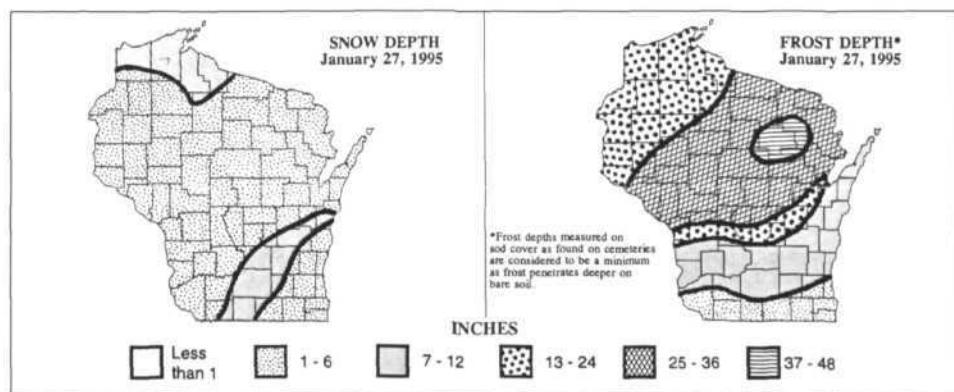 SNOW DEPTH
January 27, 1995
FROST DEPTH*
January 27, 1995
*Frost depths measured on
sod cover as found on cemeteries
are considered to be a minimum
as frost penetrates deeper on
bare soil.
INCHES
Less
than 1
1 - 6
7 - 12
13 - 24
25 - 36
37 - 48